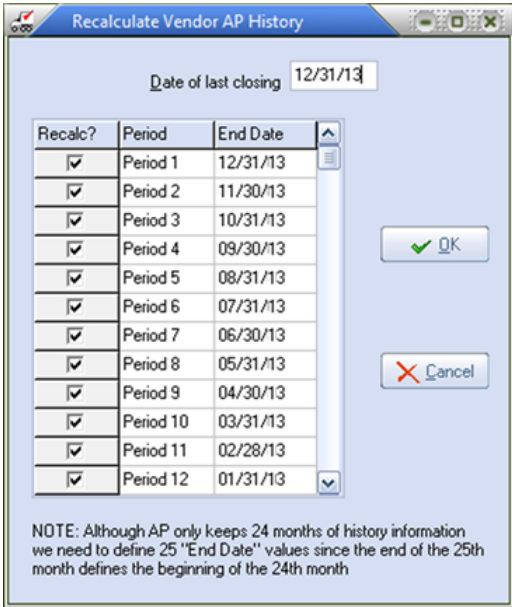 Recalculate Vendor AP History
Date of last closing 12/31/13
Recalc? Period End Date
Period 1 12/31/13
Period 2 11/30/13
Period 3 10/31/13
Period 4 09/30/13
Period 5 08/31/13
Period 6 07/31/13
Period 7 06/30/13
Period 8 05/31/13
Period 9 04/30/13
Period 10 03/31/13
Period 11 02/28/13
Period 12 01/31/13
OK
Cancel
NOTE: Although AP only keeps 24 months of history information
we need to define 25 "End Date" values since the end of the 25th
month defines the beginning of the 24th month